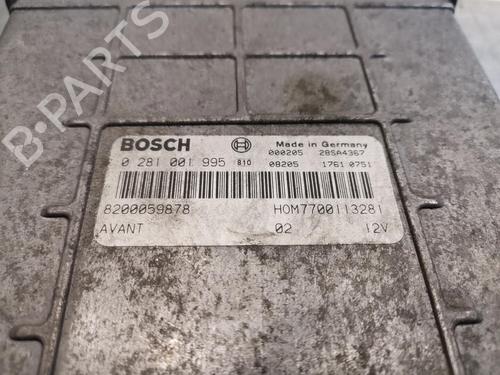 B-PARTS
BOSCH Made in Germany
000205 28SA4367
0 281 001 995 810 08205 1761 0751
8200059878 HOM7700113281
AVANT 02 12V